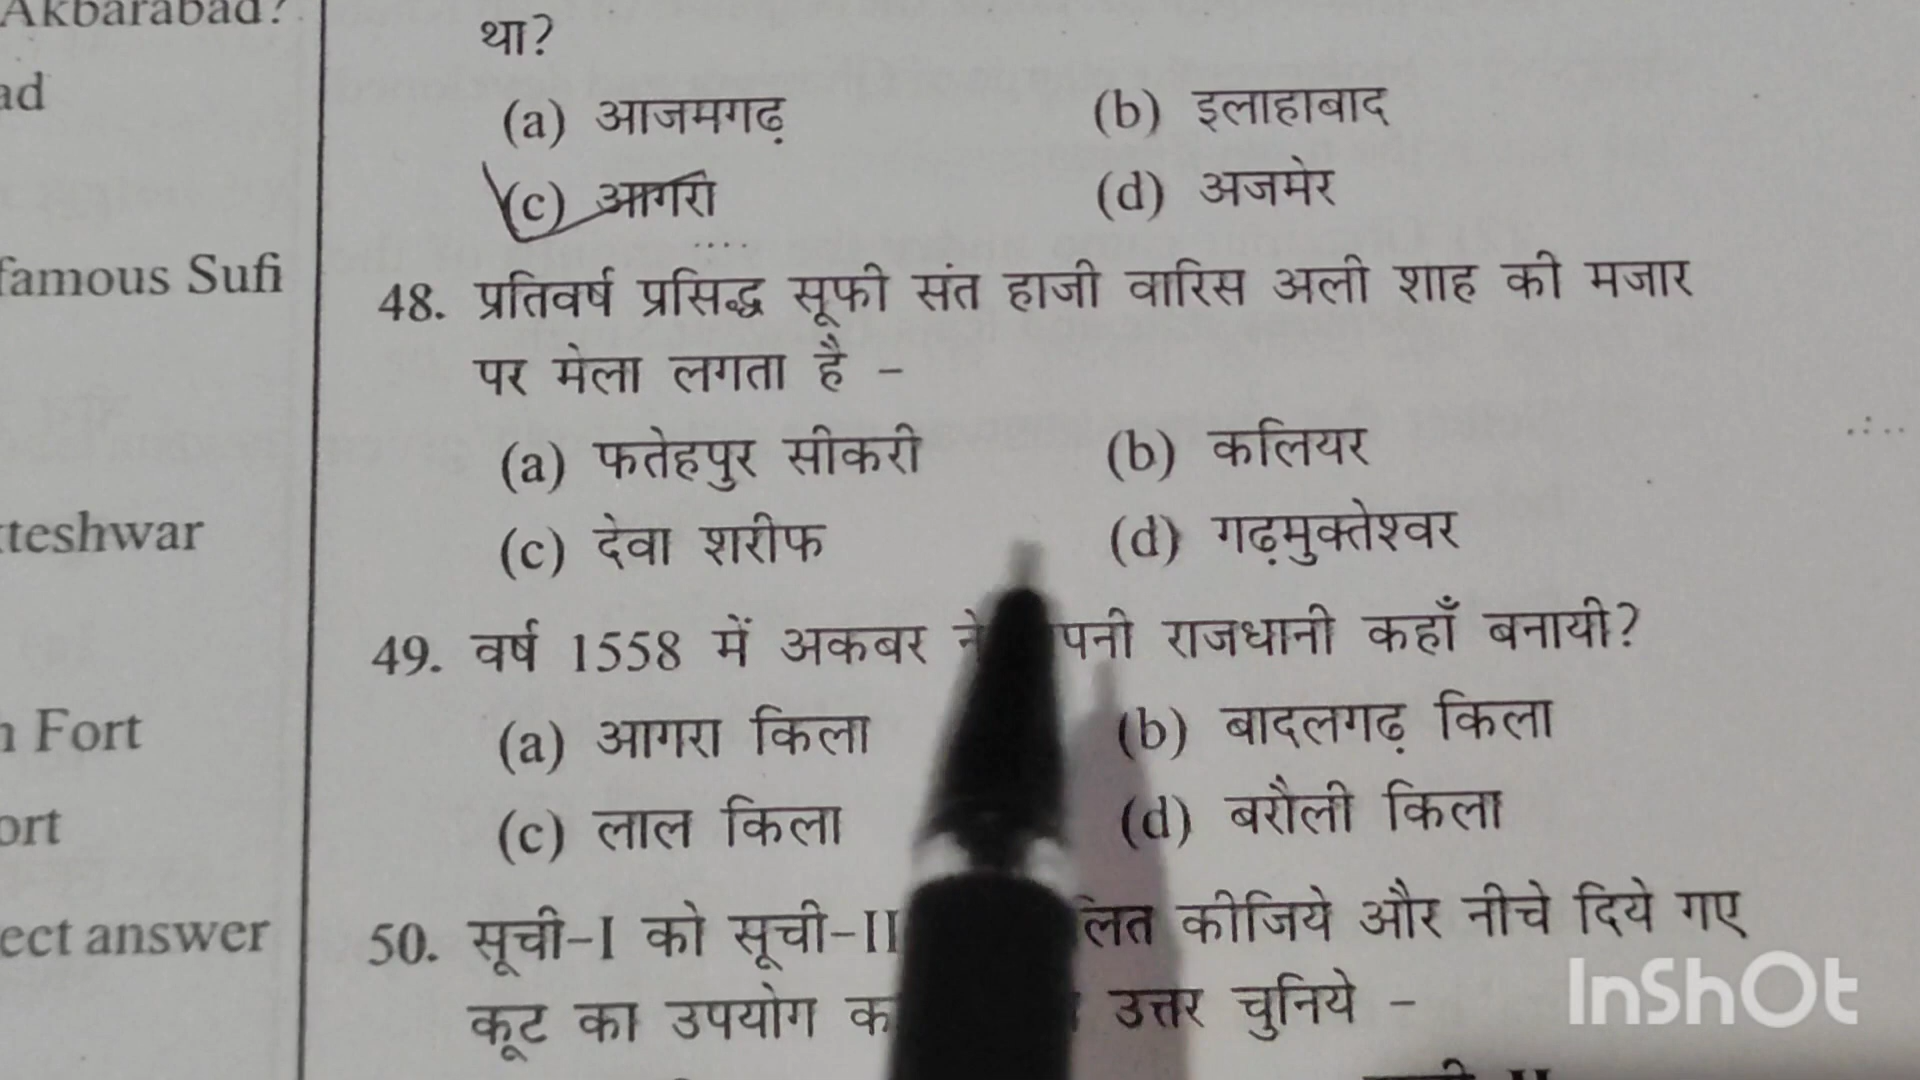 Akbarabad?
ad
famous Sufi
teshwar
Fort
ort
ect answer
था?
(a) आजमगढ़ (b) इलाहाबाद
(c) आगरा (d) अजमेर
48. प्रतिवर्ष प्रसिद्ध सूफी संत हाजी वारिस अली शाह की मजार
पर मेला लगता है –
(a) फतेहपुर सीकरी (b) कलियर
(c) देवा शरीफ (d) गढ़मुक्तेश्वर
49. वर्ष 1558 में अकबर ने पनी राजधानी कहाँ बनायी?
(a) आगरा किला (b) बादलगढ़ किला
(c) लाल किला (d) बरौली किला
50. सूची-I को सूची-II लित कीजिये और नीचे दिये गए
कूट का उपयोग क उत्तर चुनिये –
InShOt